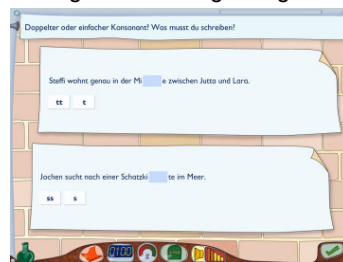 Doppelter oder einfacher Konsonant? Was musst du schreiben?
Steffi wohnt genau in der Mi e zwischen Jutta und Lara.
tt t
Jochen sucht nach einer Schatzki te im Meer.
ss s
0100